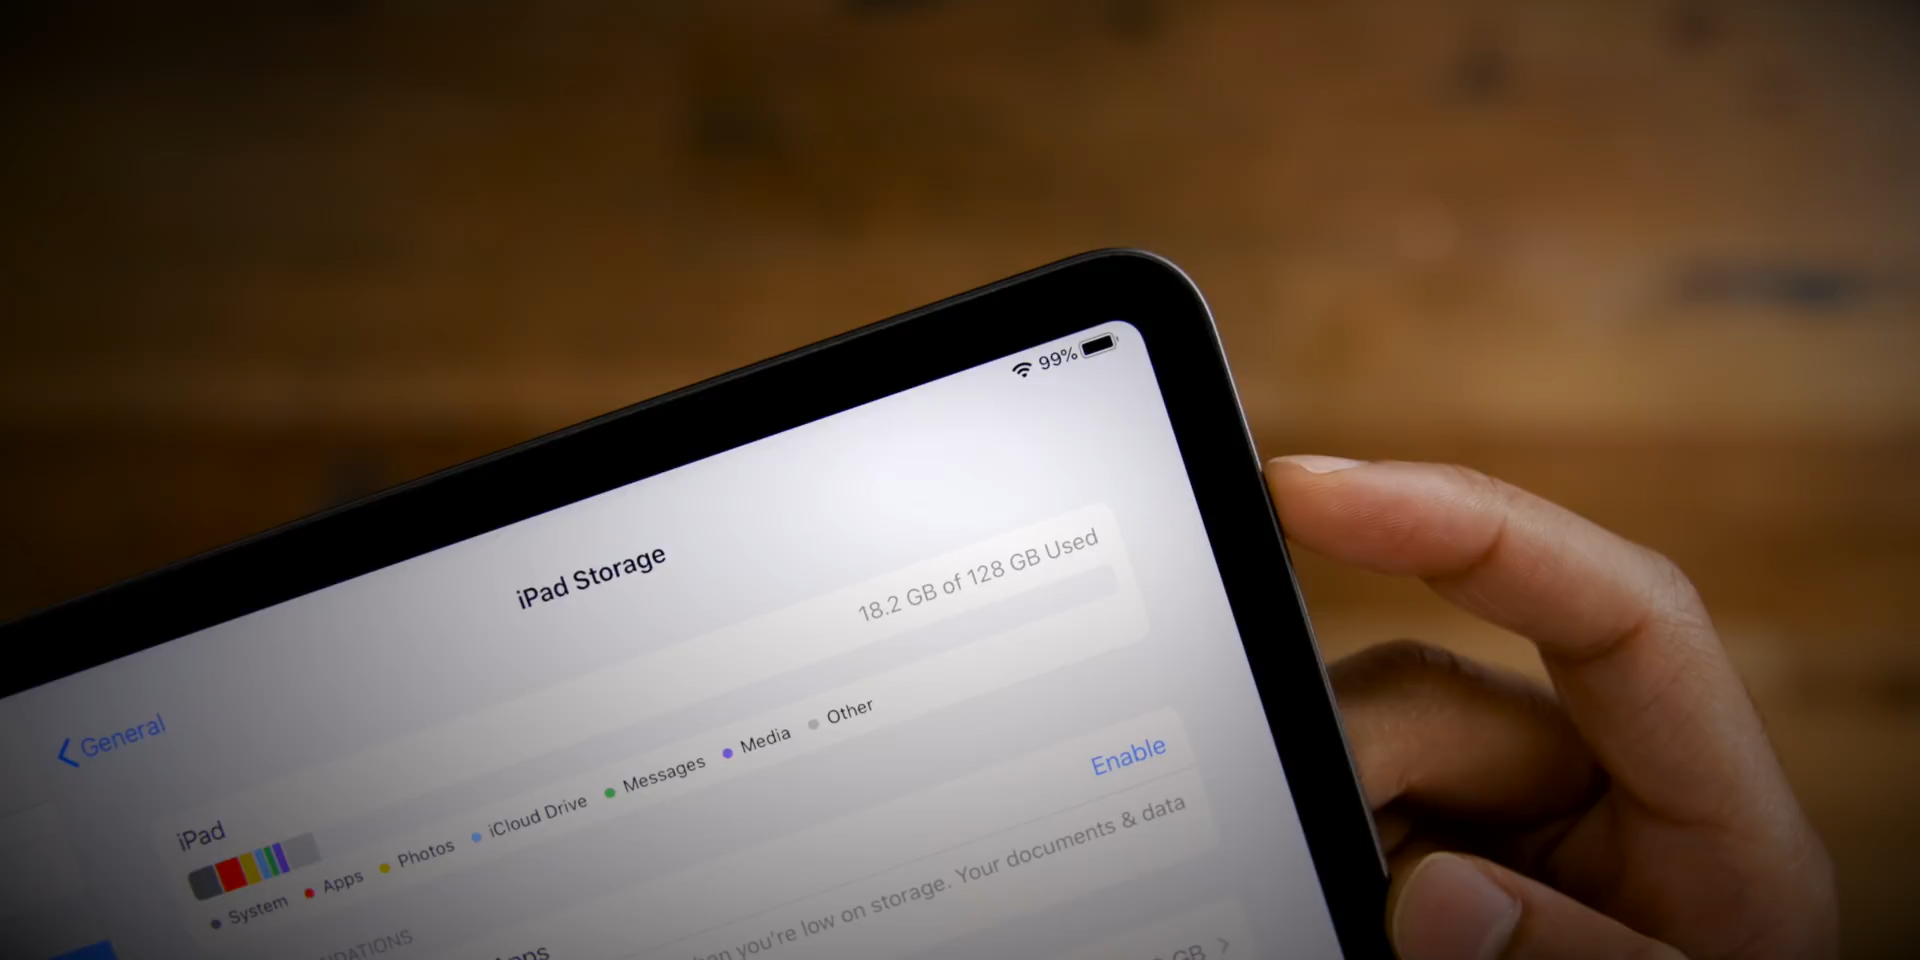 99%
iPad Storage
General
iPad
18.2 GB of 128 GB Used
System Apps Photos iCloud Drive Messages Media Other
Enable
you're low on storage. Your documents & data
GB